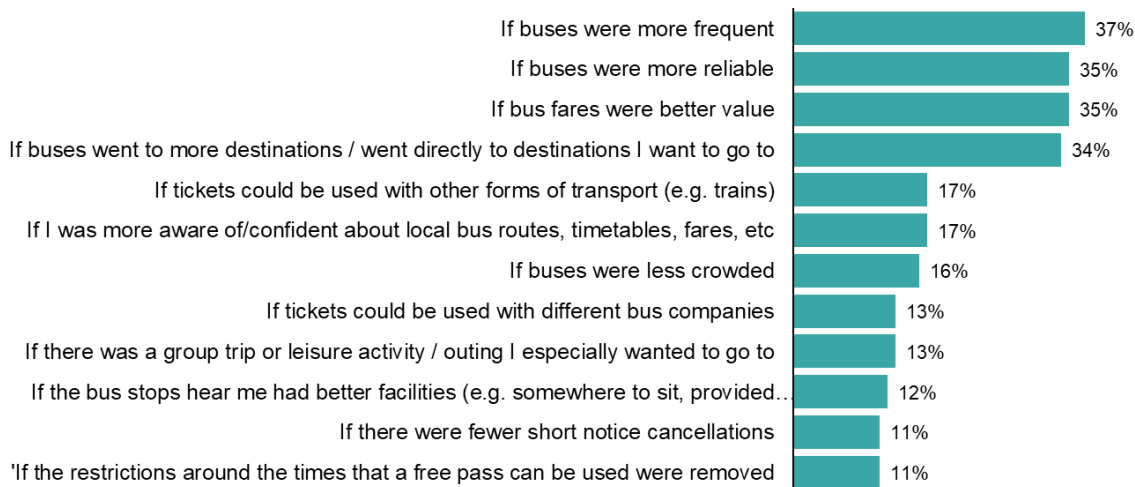 If buses were more frequent 37%
If buses were more reliable 35%
If bus fares were better value 35%
If buses went to more destinations / went directly to destinations I want to go to 34%
If tickets could be used with other forms of transport (e.g. trains) 17%
If I was more aware of/confident about local bus routes, timetables, fares, etc 17%
If buses were less crowded 16%
If tickets could be used with different bus companies 13%
If there was a group trip or leisure activity / outing I especially wanted to go to 13%
If the bus stops hear me had better facilities (e.g. somewhere to sit, provided… 12%
If there were fewer short notice cancellations 11%
'If the restrictions around the times that a free pass can be used were removed 11%